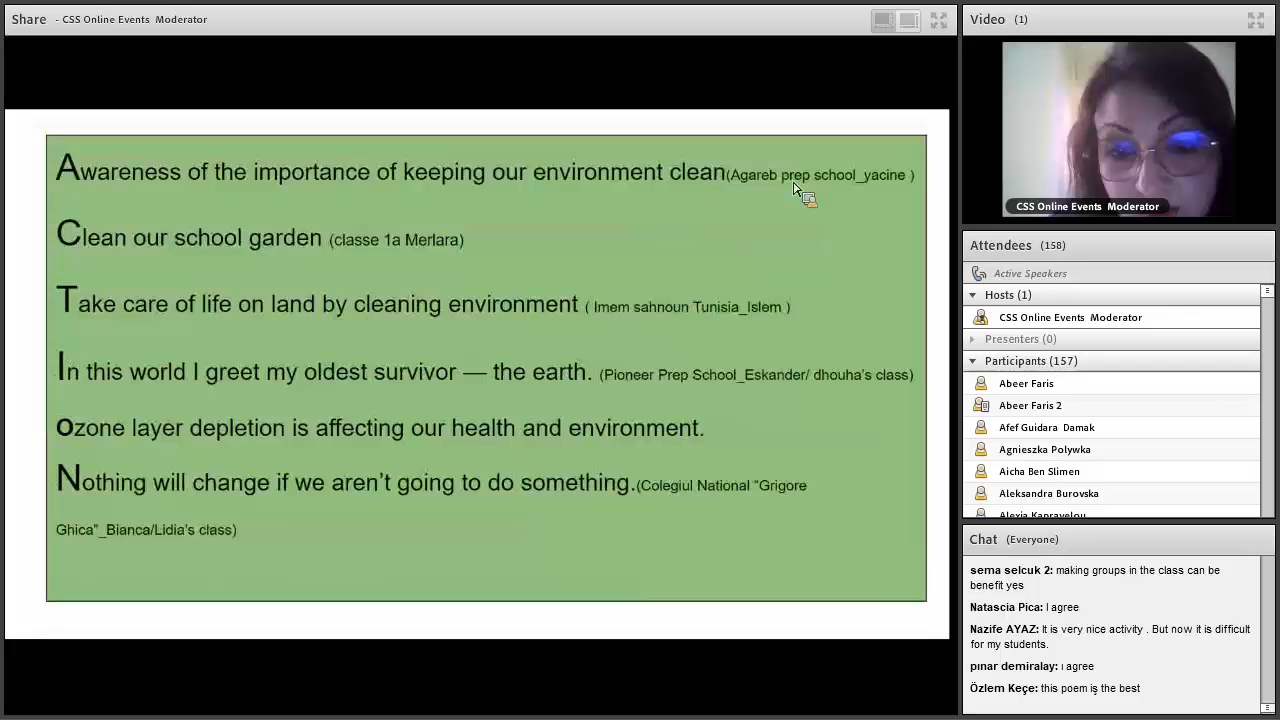 Share - CSS Online Events Moderator
Awareness of the importance of keeping our environment clean(Agareb prep school_yacine )
Clean our school garden (classe 1a Merlara)
Take care of life on land by cleaning environment ( Imem sahnoun Tunisia_Islem )
In this world I greet my oldest survivor — the earth. (Pioneer Prep School_Eskander/ dhouha's class)
ozone layer depletion is affecting our health and environment.
Nothing will change if we aren't going to do something.(Colegiul National "Grigore
Ghica"_Bianca/Lidia's class)
Video (1)
CSS Online Events Moderator
Attendees (158)
Active Speakers
Hosts (1)
CSS Online Events Moderator
Presenters (0)
Participants (157)
Abeer Faris
Abeer Faris 2
Afef Guidara Damak
Agnieszka Polywka
Aicha Ben Slimen
Aleksandra Burovska
Alexia Kapravelou
Chat (Everyone)
sema selcuk 2: making groups in the class can be
benefit yes
Natascia Pica: I agree
Nazife AYAZ: It is very nice activity . But now it is difficult
for my students.
pınar demiralay: ı agree
Özlem Keçe: this poem iş the best